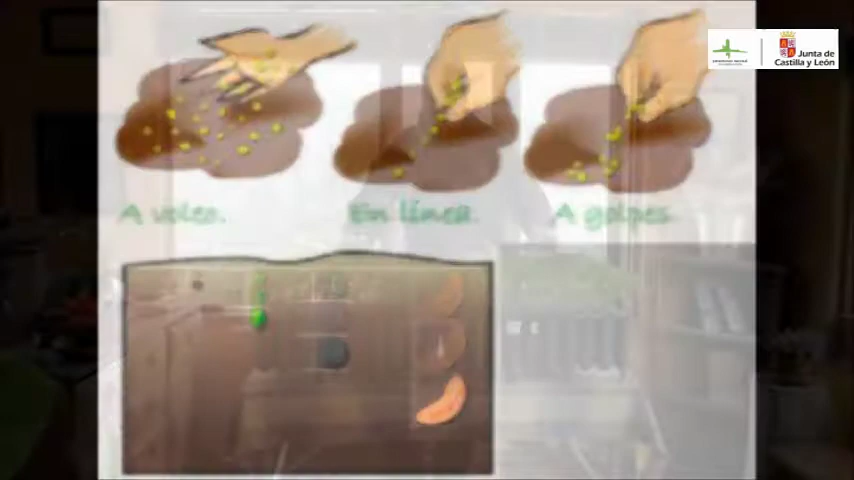 Junta de
Castilla y León
A voleo.
En línea.
A golpes.